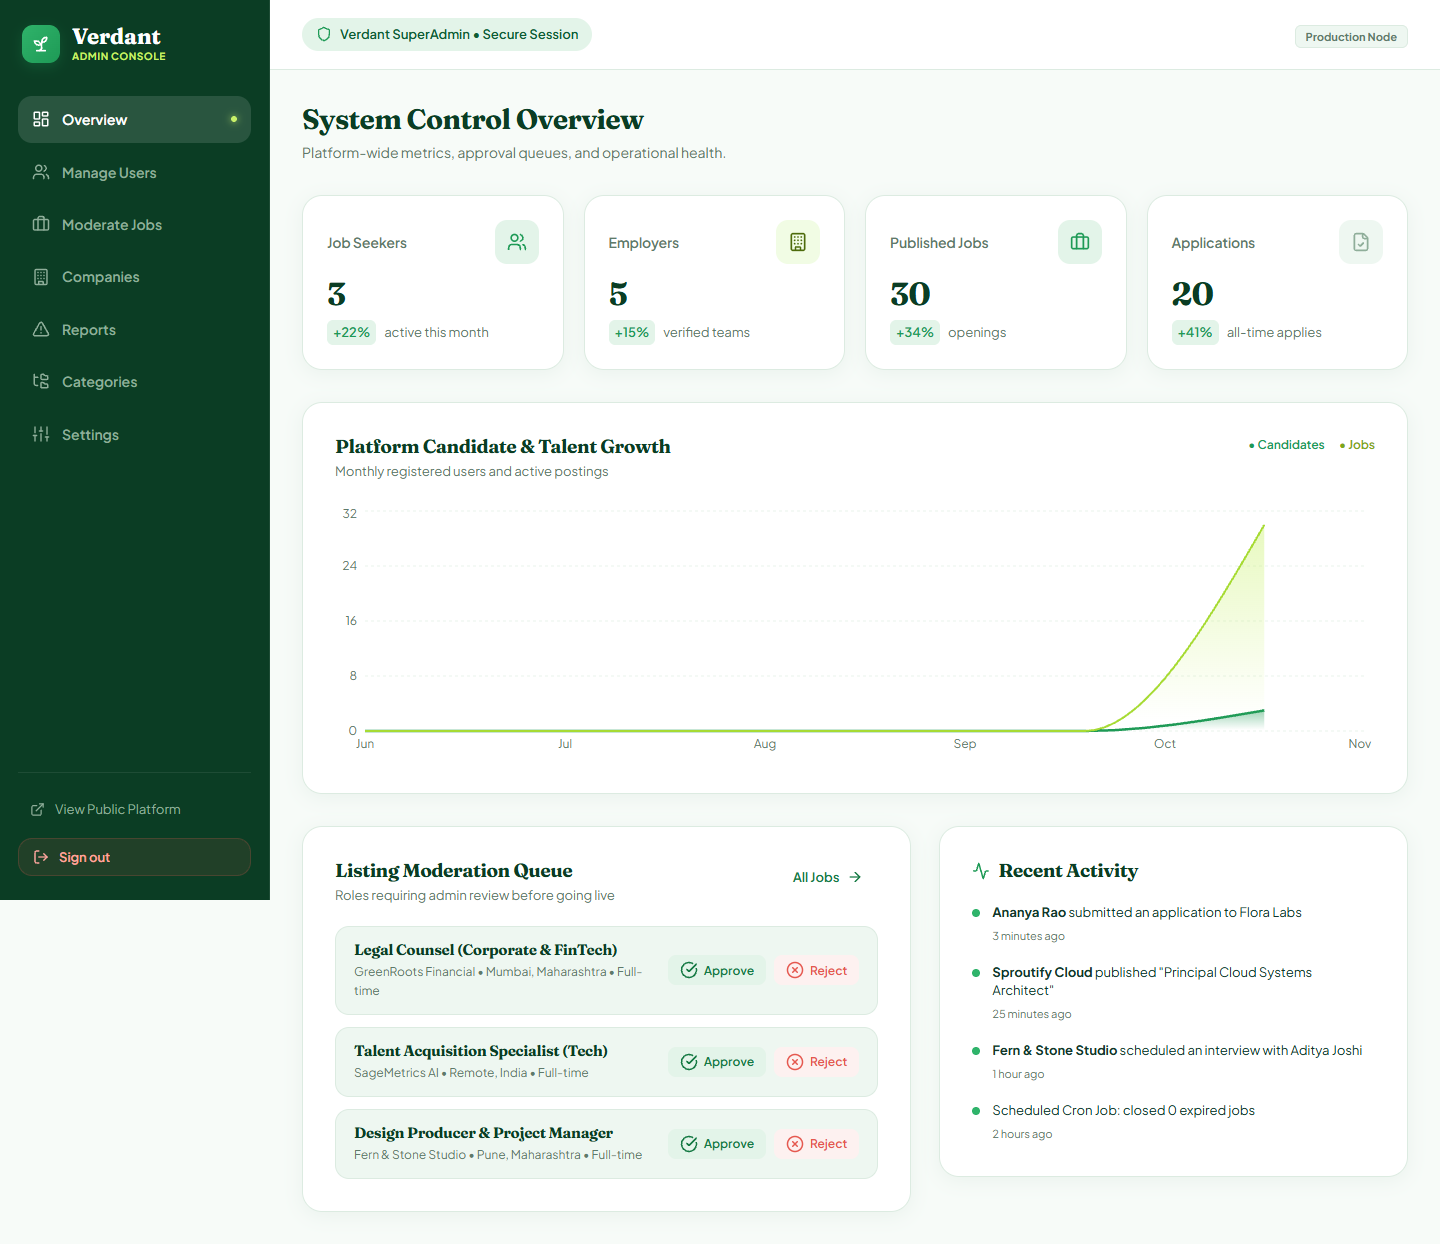 Verdant
ADMIN CONSOLE
Overview
Manage Users
Moderate Jobs
Companies
Reports
Categories
Settings
View Public Platform
Sign out
Verdant SuperAdmin • Secure Session
Production Node
System Control Overview
Platform-wide metrics, approval queues, and operational health.
Job Seekers
3
+22% active this month
Employers
5
+15% verified teams
Published Jobs
30
+34% openings
Applications
20
+41% all-time applies
Platform Candidate & Talent Growth
Monthly registered users and active postings
• Candidates • Jobs
32
24
16
8
0
Jun Jul Aug Sep Oct Nov
Listing Moderation Queue
Roles requiring admin review before going live
All Jobs
Legal Counsel (Corporate & FinTech)
GreenRoots Financial • Mumbai, Maharashtra • Full-
time
Approve Reject
Talent Acquisition Specialist (Tech)
SageMetrics AI • Remote, India • Full-time
Approve Reject
Design Producer & Project Manager
Fern & Stone Studio • Pune, Maharashtra • Full-time
Approve Reject
Recent Activity
Ananya Rao submitted an application to Flora Labs
3 minutes ago
Sproutify Cloud published "Principal Cloud Systems
Architect"
25 minutes ago
Fern & Stone Studio scheduled an interview with Aditya Joshi
1 hour ago
Scheduled Cron Job: closed 0 expired jobs
2 hours ago